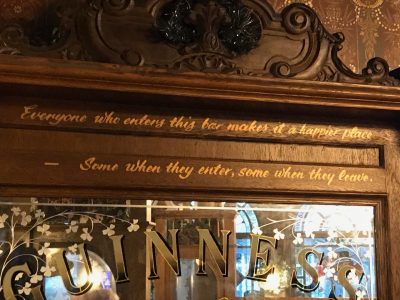 Everyone who enters this bar makes it a happier place
— Some when they enter, some when they leave.
GUINNESS